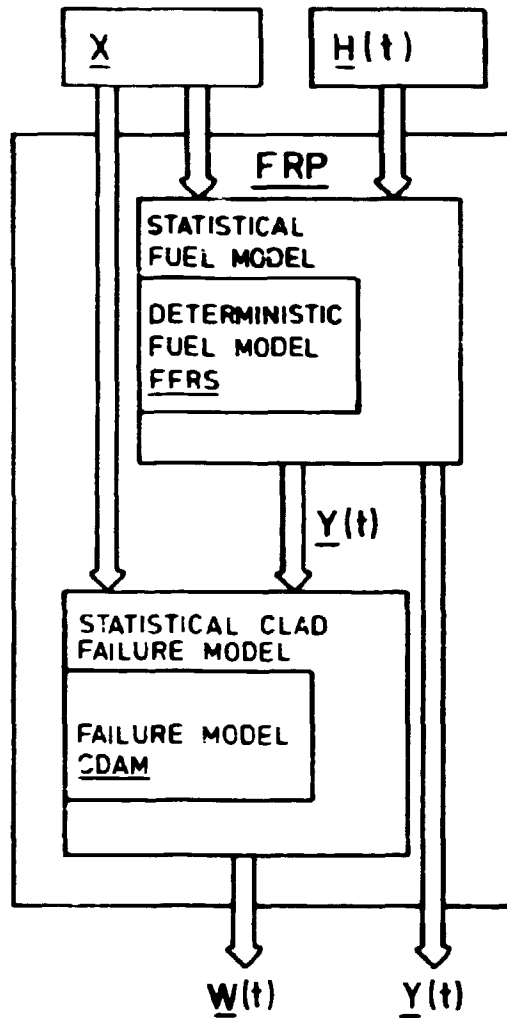 X
H(t)
FRP
STATISTICAL
FUEL MODEL
DETERMINISTIC
FUEL MODEL
FFRS
Y(t)
STATISTICAL CLAD
FAILURE MODEL
FAILURE MODEL
CDAM
W(t)
Y(t)